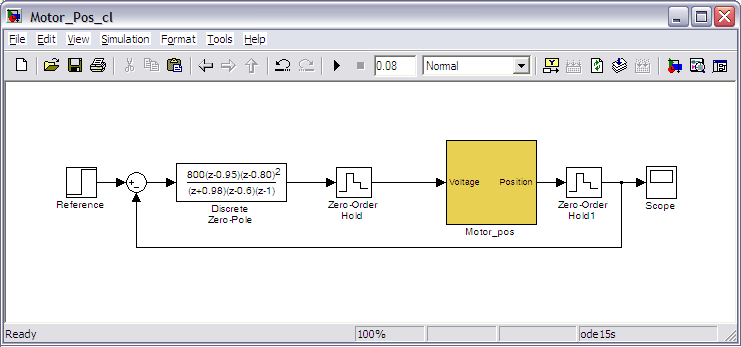 Motor_Pos_cl
File Edit View Simulation Format Tools Help
0.08 Normal
800(z-0.95)(z-0.80)²
(z+0.98)(z-0.6)(z-1)
Voltage Position
Reference
Discrete
Zero-Pole
Zero-Order
Hold
Motor_pos
Zero-Order
Hold1
Scope
Ready 100% ode15s